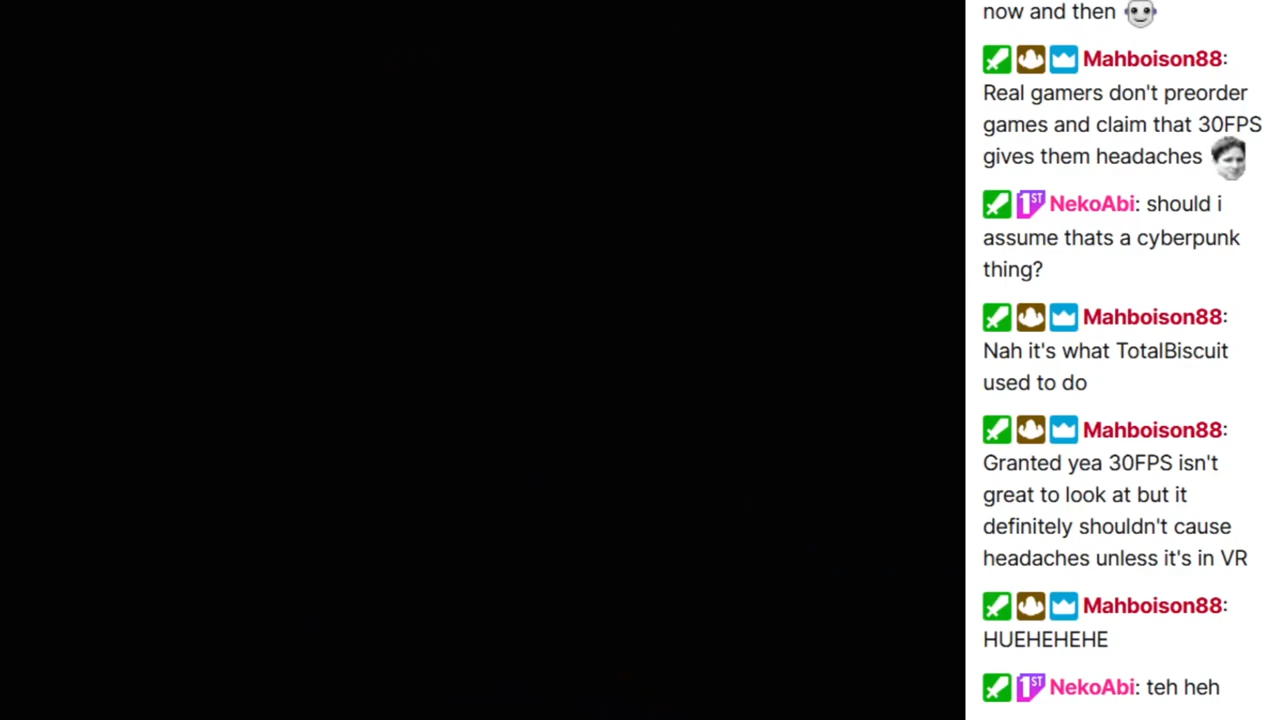 now and then
Mahboison88:
Real gamers don't preorder
games and claim that 30FPS
gives them headaches
1ST NekoAbi: should i
assume thats a cyberpunk
thing?
Mahboison88:
Nah it's what TotalBiscuit
used to do
Mahboison88:
Granted yea 30FPS isn't
great to look at but it
definitely shouldn't cause
headaches unless it's in VR
Mahboison88:
HUEHEHEHE
1ST NekoAbi: teh heh